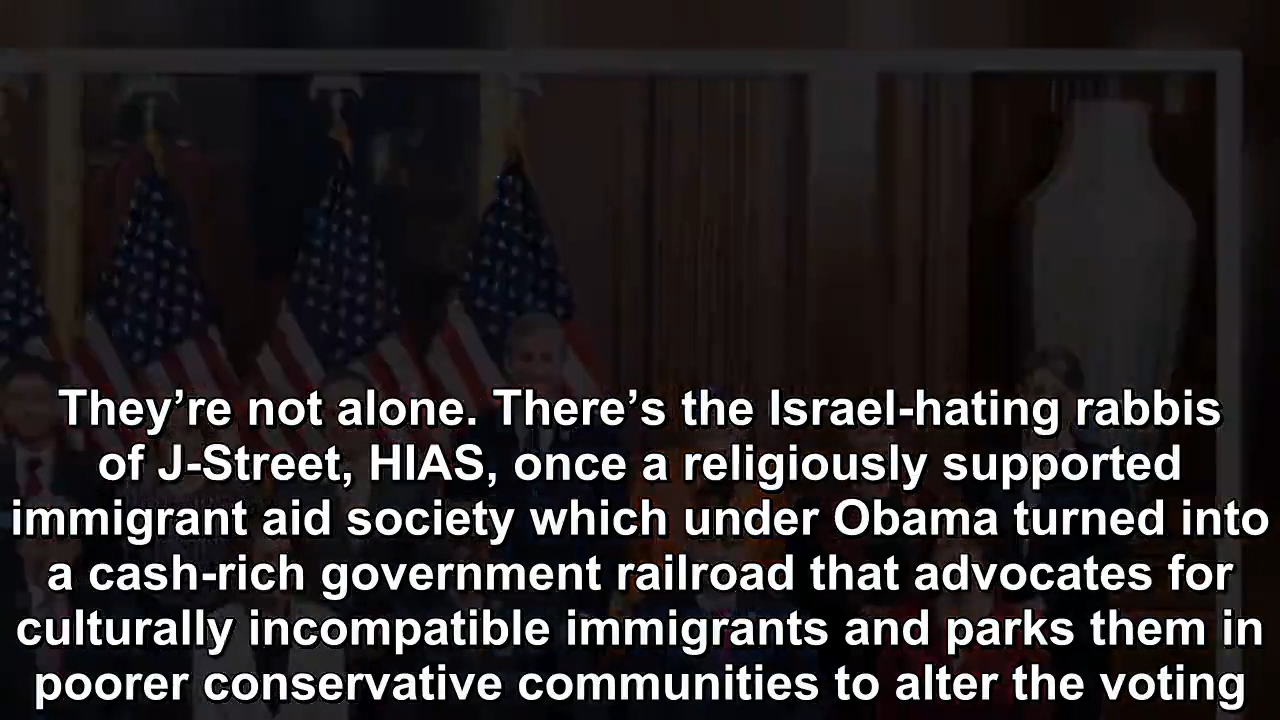 They’re not alone. There’s the Israel-hating rabbis
of J-Street, HIAS, once a religiously supported
immigrant aid society which under Obama turned into
a cash-rich government railroad that advocates for
culturally incompatible immigrants and parks them in
poorer conservative communities to alter the voting